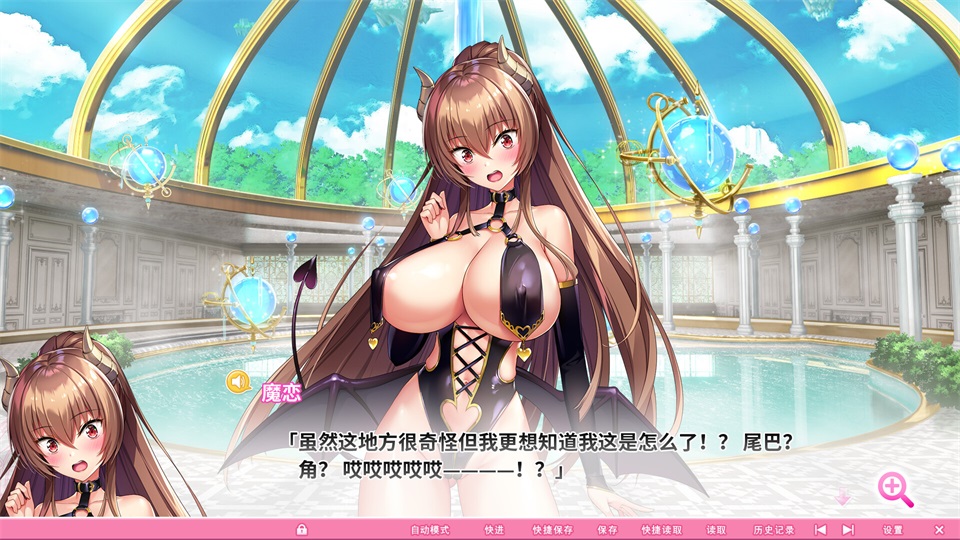 魔恋
「虽然这地方很奇怪但我更想知道我这是怎么了！？ 尾巴？
角？ 哎哎哎哎哎————！？」
自动模式 快进 快捷保存 保存 快捷读取 读取 历史记录 设置